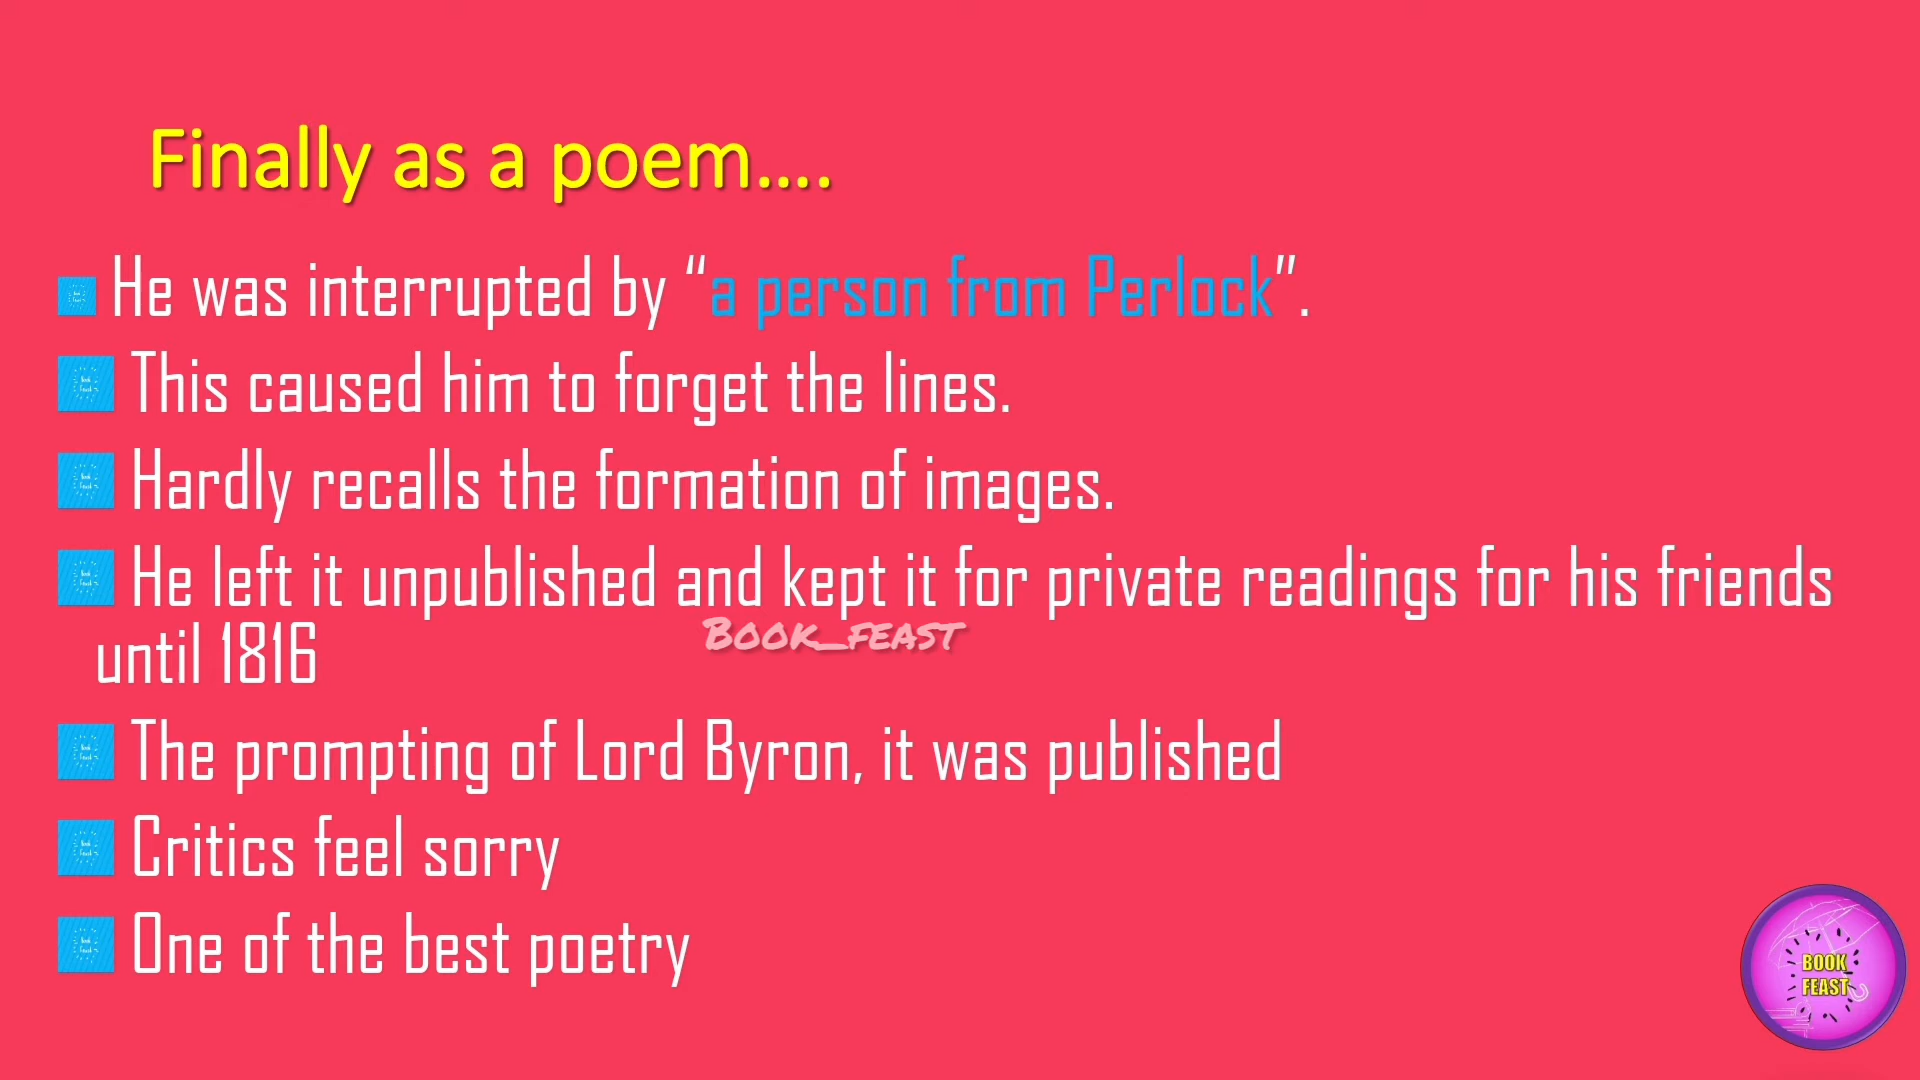 Finally as a poem....
He was interrupted by “a person from Perlock”.
This caused him to forget the lines.
Hardly recalls the formation of images.
He left it unpublished and kept it for private readings for his friends
until 1816
Book_feast
The prompting of Lord Byron, it was published
Critics feel sorry
One of the best poetry
BOOK_
FEAST